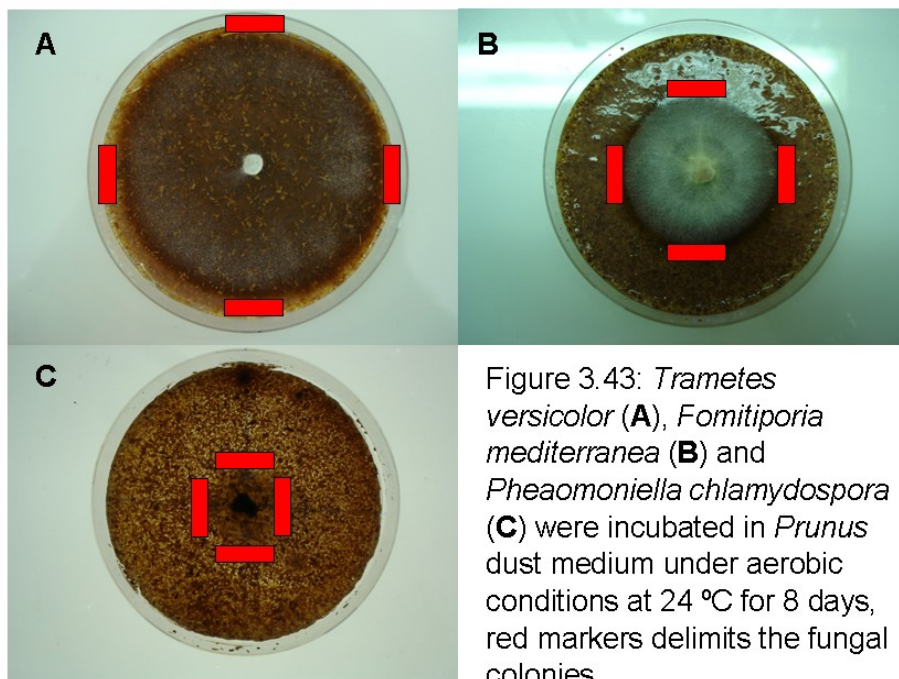 A
B
C
Figure 3.43: Trametes
versicolor (A), Fomitiporia
mediterranea (B) and
Pheaomoniella chlamydospora
(C) were incubated in Prunus
dust medium under aerobic
conditions at 24 ºC for 8 days,
red markers delimits the fungal
colonies